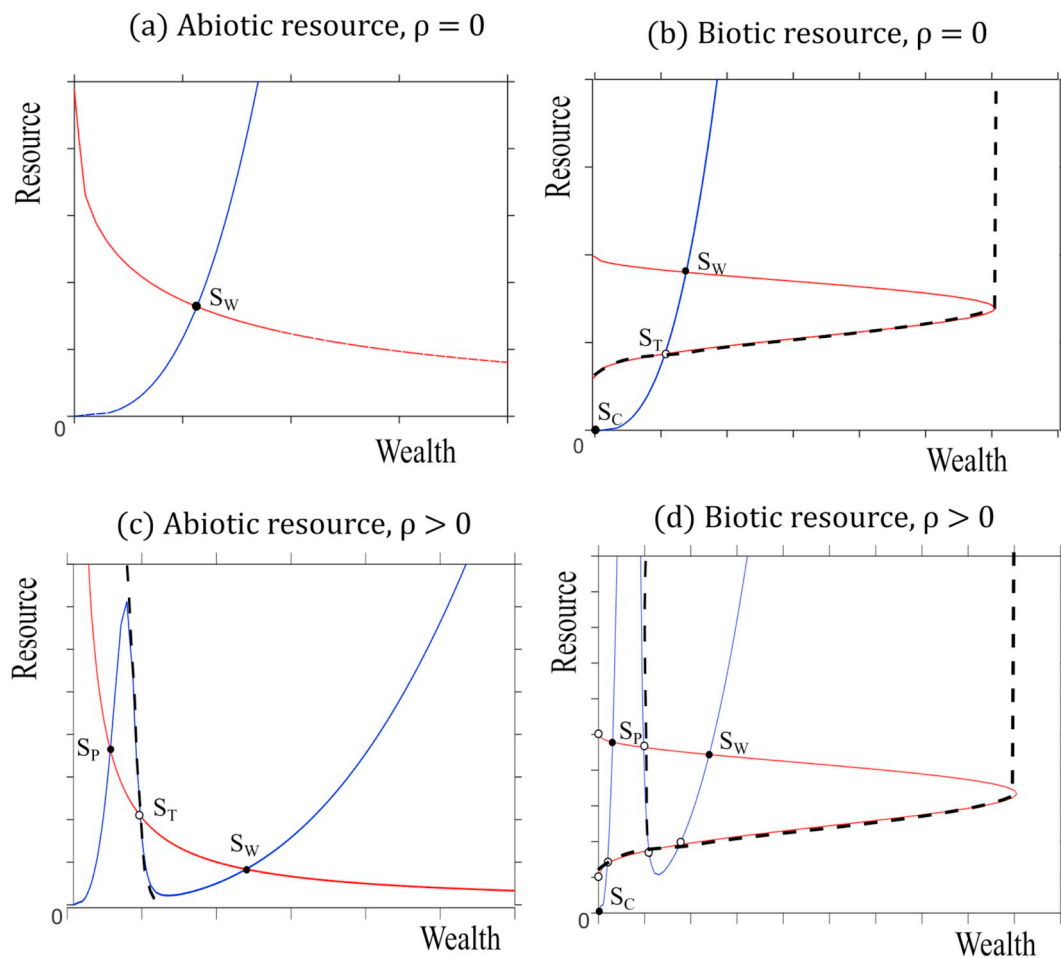 (a) Abiotic resource, ρ = 0
Resource
S_W
0
Wealth
(b) Biotic resource, ρ = 0
Resource
S_W
S_T
S_C
0
Wealth
(c) Abiotic resource, ρ > 0
Resource
S_P
S_T
S_W
0
Wealth
(d) Biotic resource, ρ > 0
Resource
S_P
S_W
S_C
0
Wealth